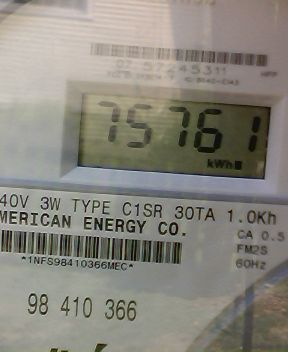 75761
kWh
40V 3W TYPE C1SR 30TA 1.0Kh
MERICAN ENERGY CO.
CA 0.5
FM2S
60Hz
*1NFS98410366MEC*
98 410 366